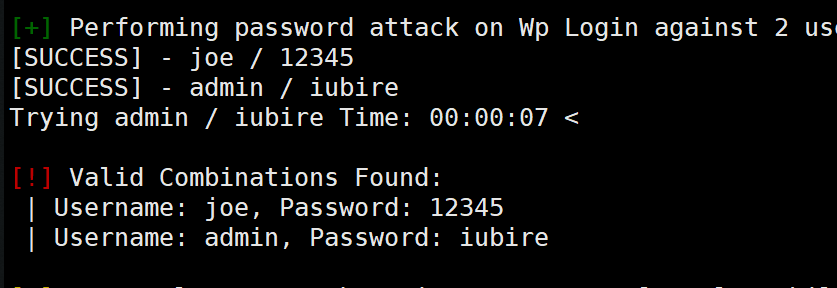 [+] Performing password attack on Wp Login against 2
[SUCCESS] - joe / 12345
[SUCCESS] - admin / iubire
Trying admin / iubire Time: 00:00:07 <
[!] Valid Combinations Found:
| Username: joe, Password: 12345
| Username: admin, Password: iubire